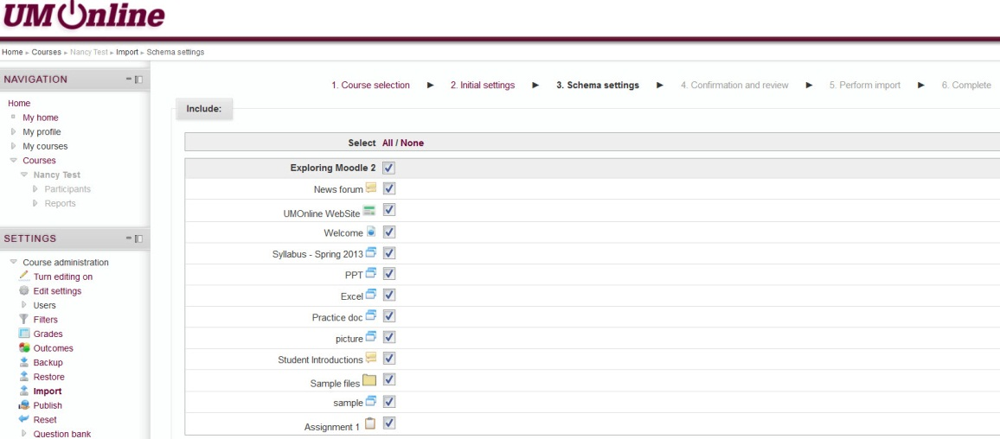 UM Online
Home ▸ Courses ▸ Nancy Test ▸ Import ▸ Schema settings
NAVIGATION
Home
My home
My profile
My courses
Courses
Nancy Test
Participants
Reports
SETTINGS
Course administration
Turn editing on
Edit settings
Users
Filters
Grades
Outcomes
Backup
Restore
Import
Publish
Reset
Question bank
1. Course selection ► 2. Initial settings ► 3. Schema settings ► 4. Confirmation and review ► 5. Perform import ► 6. Complete
Include:
Select All / None
Exploring Moodle 2
News forum
UMOnline WebSite
Welcome
Syllabus - Spring 2013
PPT
Excel
Practice doc
picture
Student Introductions
Sample files
sample
Assignment 1